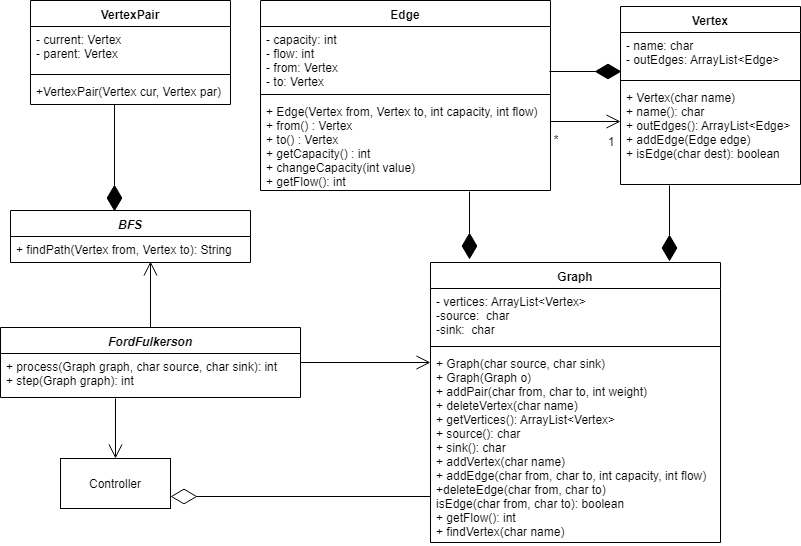 VertexPair
- current: Vertex
- parent: Vertex
+VertexPair(Vertex cur, Vertex par)
Edge
- capacity: int
- flow: int
- from: Vertex
- to: Vertex
+ Edge(Vertex from, Vertex to, int capacity, int flow)
+ from() : Vertex
+ to() : Vertex
+ getCapacity() : int
+ changeCapacity(int value)
+ getFlow(): int
*
1
Vertex
- name: char
- outEdges: ArrayList<Edge>
+ Vertex(char name)
+ name(): char
+ outEdges(): ArrayList<Edge>
+ addEdge(Edge edge)
+ isEdge(char dest): boolean
BFS
+ findPath(Vertex from, Vertex to): String
FordFulkerson
+ process(Graph graph, char source, char sink): int
+ step(Graph graph): int
Controller
Graph
- vertices: ArrayList<Vertex>
-source:  char
-sink:  char
+ Graph(char source, char sink)
+ Graph(Graph o)
+ addPair(char from, char to, int weight)
+ deleteVertex(char name)
+ getVertices(): ArrayList<Vertex>
+ source(): char
+ sink(): char
+ addVertex(char name)
+ addEdge(char from, char to, int capacity, int flow)
+deleteEdge(char from, char to)
isEdge(char from, char to): boolean
+ getFlow(): int
+ findVertex(char name)